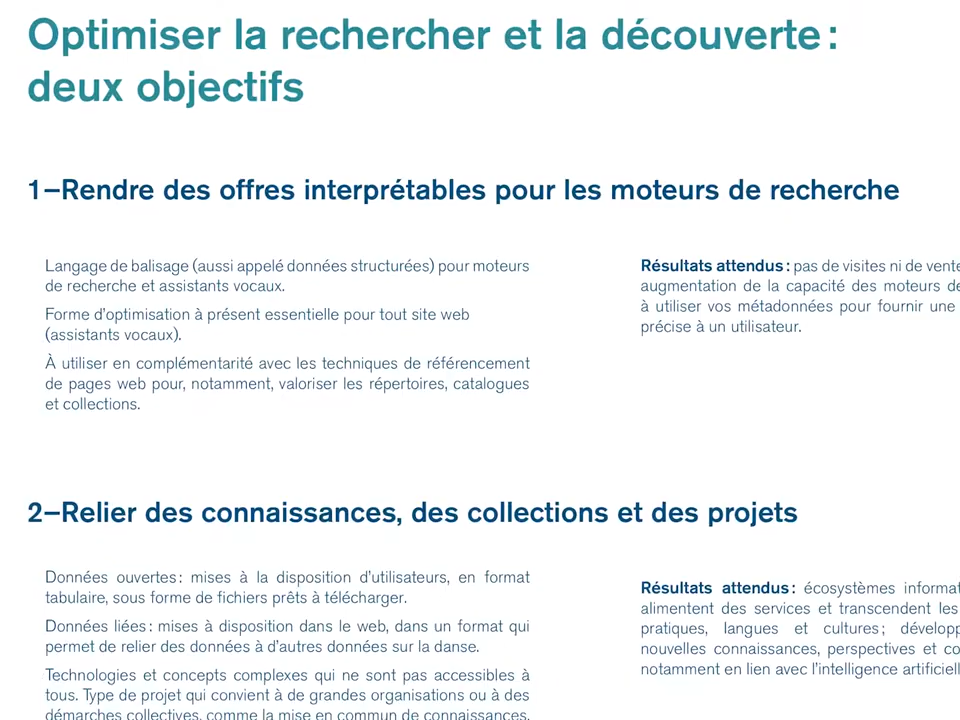 Optimiser la rechercher et la découverte :
deux objectifs
1–Rendre des offres interprétables pour les moteurs de recherche
Langage de balisage (aussi appelé données structurées) pour moteurs
de recherche et assistants vocaux.
Forme d’optimisation à présent essentielle pour tout site web
(assistants vocaux).
À utiliser en complémentarité avec les techniques de référencement
de pages web pour, notamment, valoriser les répertoires, catalogues
et collections.
Résultats attendus : pas de visites ni de vente
augmentation de la capacité des moteurs de
à utiliser vos métadonnées pour fournir une
précise à un utilisateur.
2–Relier des connaissances, des collections et des projets
Données ouvertes : mises à la disposition d’utilisateurs, en format
tabulaire, sous forme de fichiers prêts à télécharger.
Données liées : mises à disposition dans le web, dans un format qui
permet de relier des données à d’autres données sur la danse.
Technologies et concepts complexes qui ne sont pas accessibles à
tous. Type de projet qui convient à de grandes organisations ou à des
démarches collectives, comme la mise en commun de connaissances.
Résultats attendus : écosystèmes
alimentent des services et transcendent les
pratiques, langues et cultures ;
nouvelles connaissances, perspectives et
notamment en lien avec l’intelligence